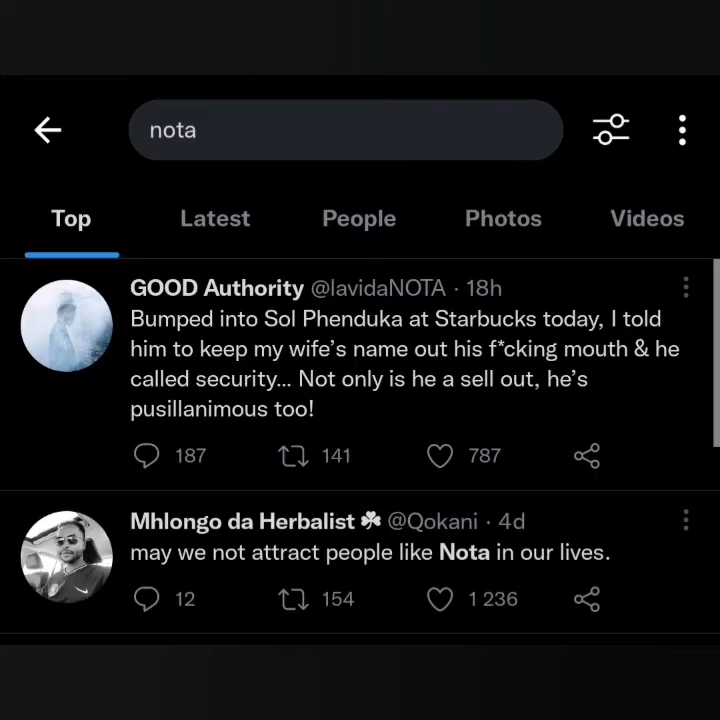 nota
Top Latest People Photos Videos
GOOD Authority @lavidaNOTA · 18h
Bumped into Sol Phenduka at Starbucks today, I told
him to keep my wife’s name out his f*cking mouth & he
called security... Not only is he a sell out, he’s
pusillanimous too!
187 141 787
Mhlongo da Herbalist ☘ @Qokani · 4d
may we not attract people like Nota in our lives.
12 154 1 236